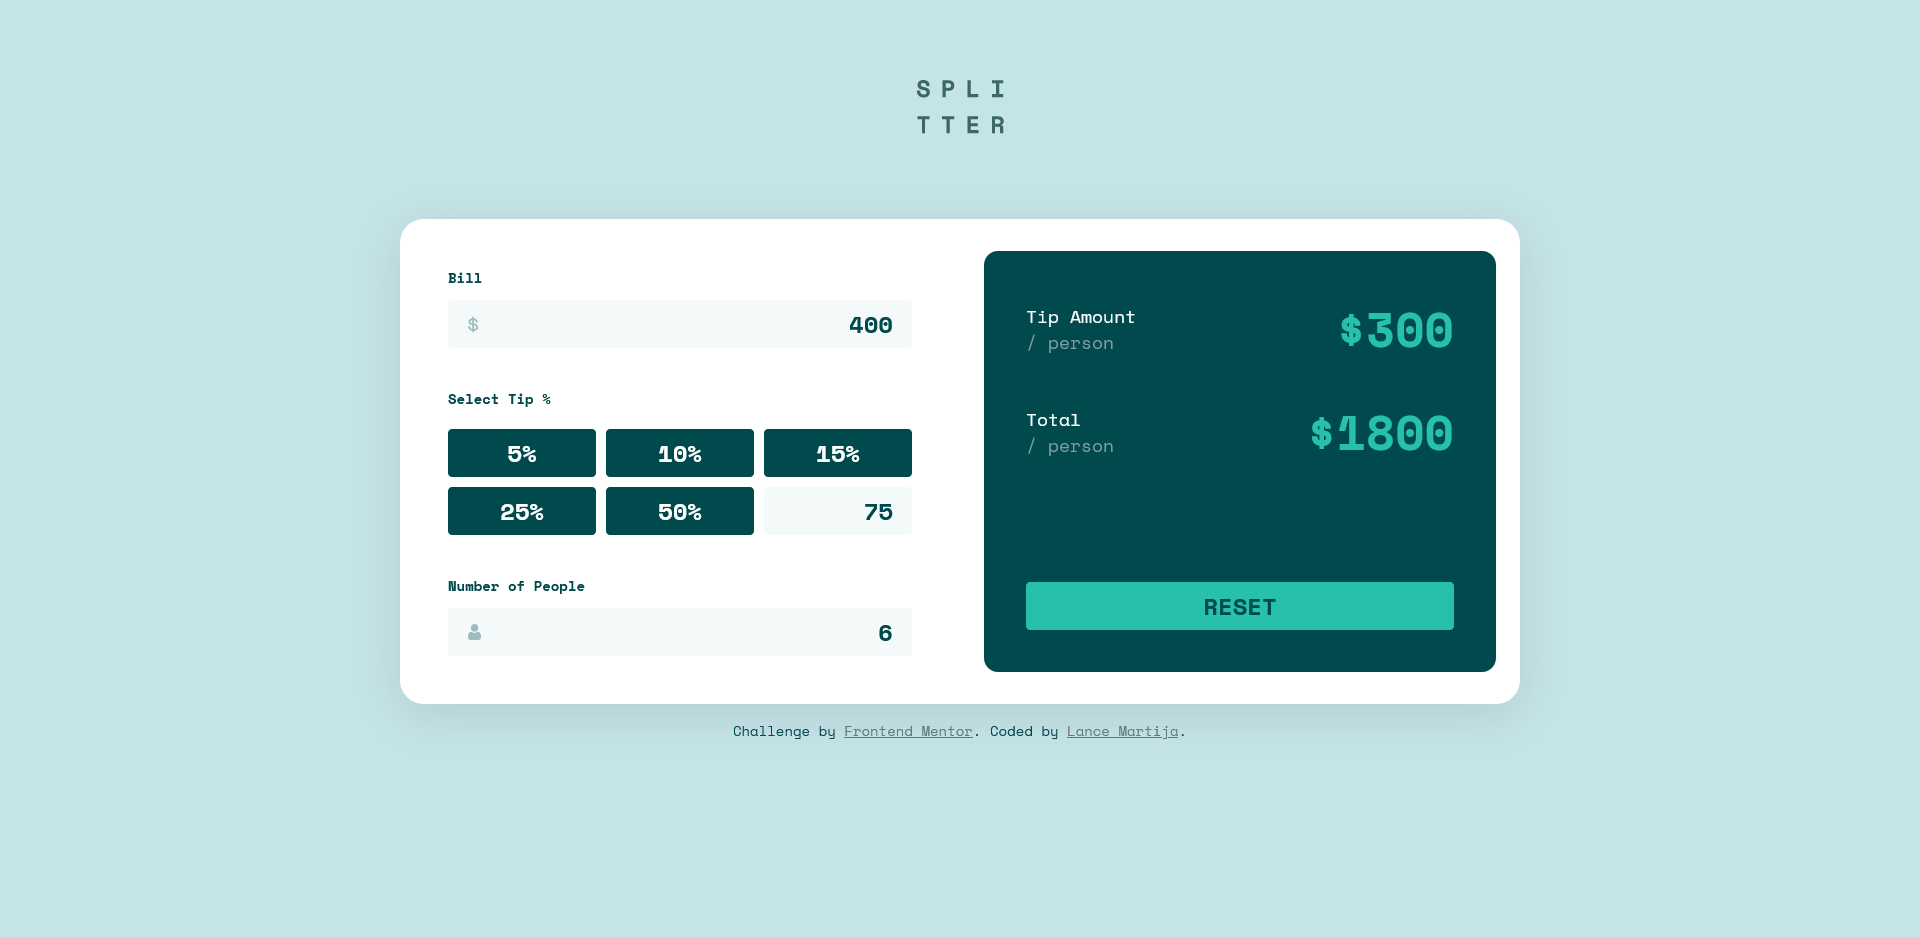 SPLI
TTER
Bill
$ 400
Select Tip %
5% 10% 15%
25% 50% 75
Number of People
6
Tip Amount
/ person
$300
Total
/ person
$1800
RESET
Challenge by Frontend Mentor. Coded by Lance Martija.